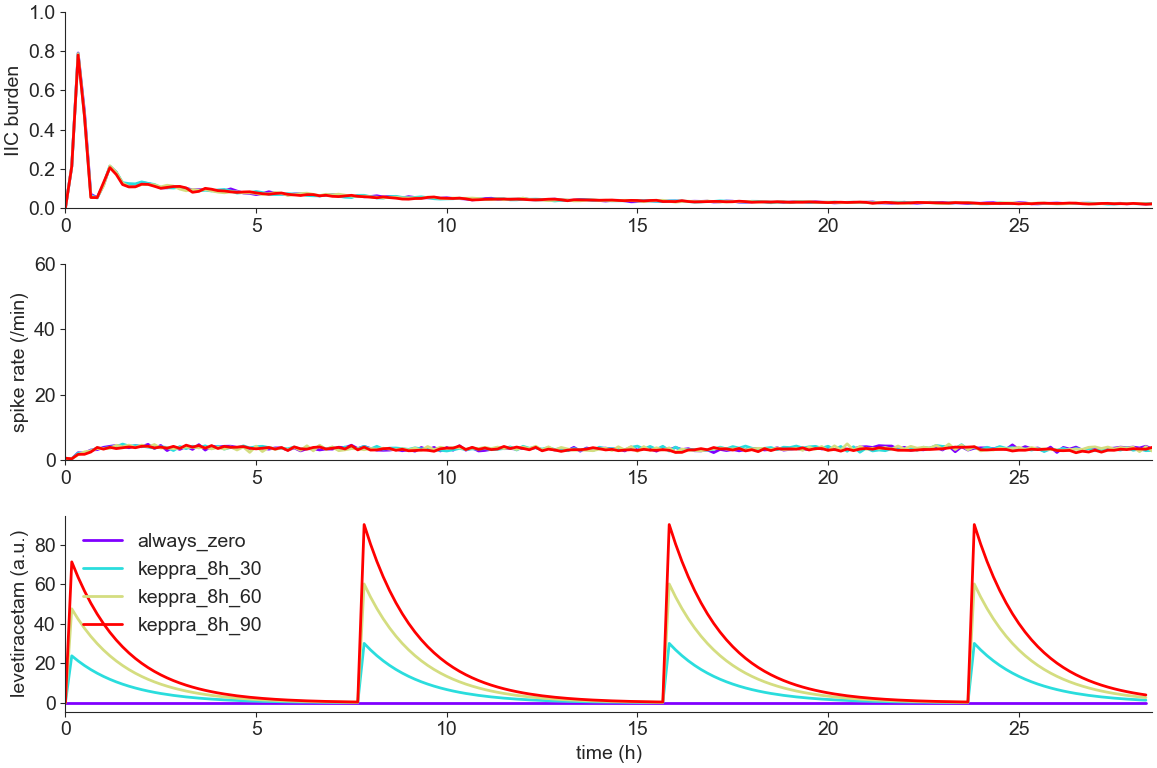 1.0
0.8
0.6
0.4
0.2
0.0
IIC burden
0 5 10 15 20 25
60
40
20
0
spike rate (/min)
0 5 10 15 20 25
80
60
40
20
0
levetiracetam (a.u.)
always_zero
keppra_8h_30
keppra_8h_60
keppra_8h_90
0 5 10 15 20 25
time (h)